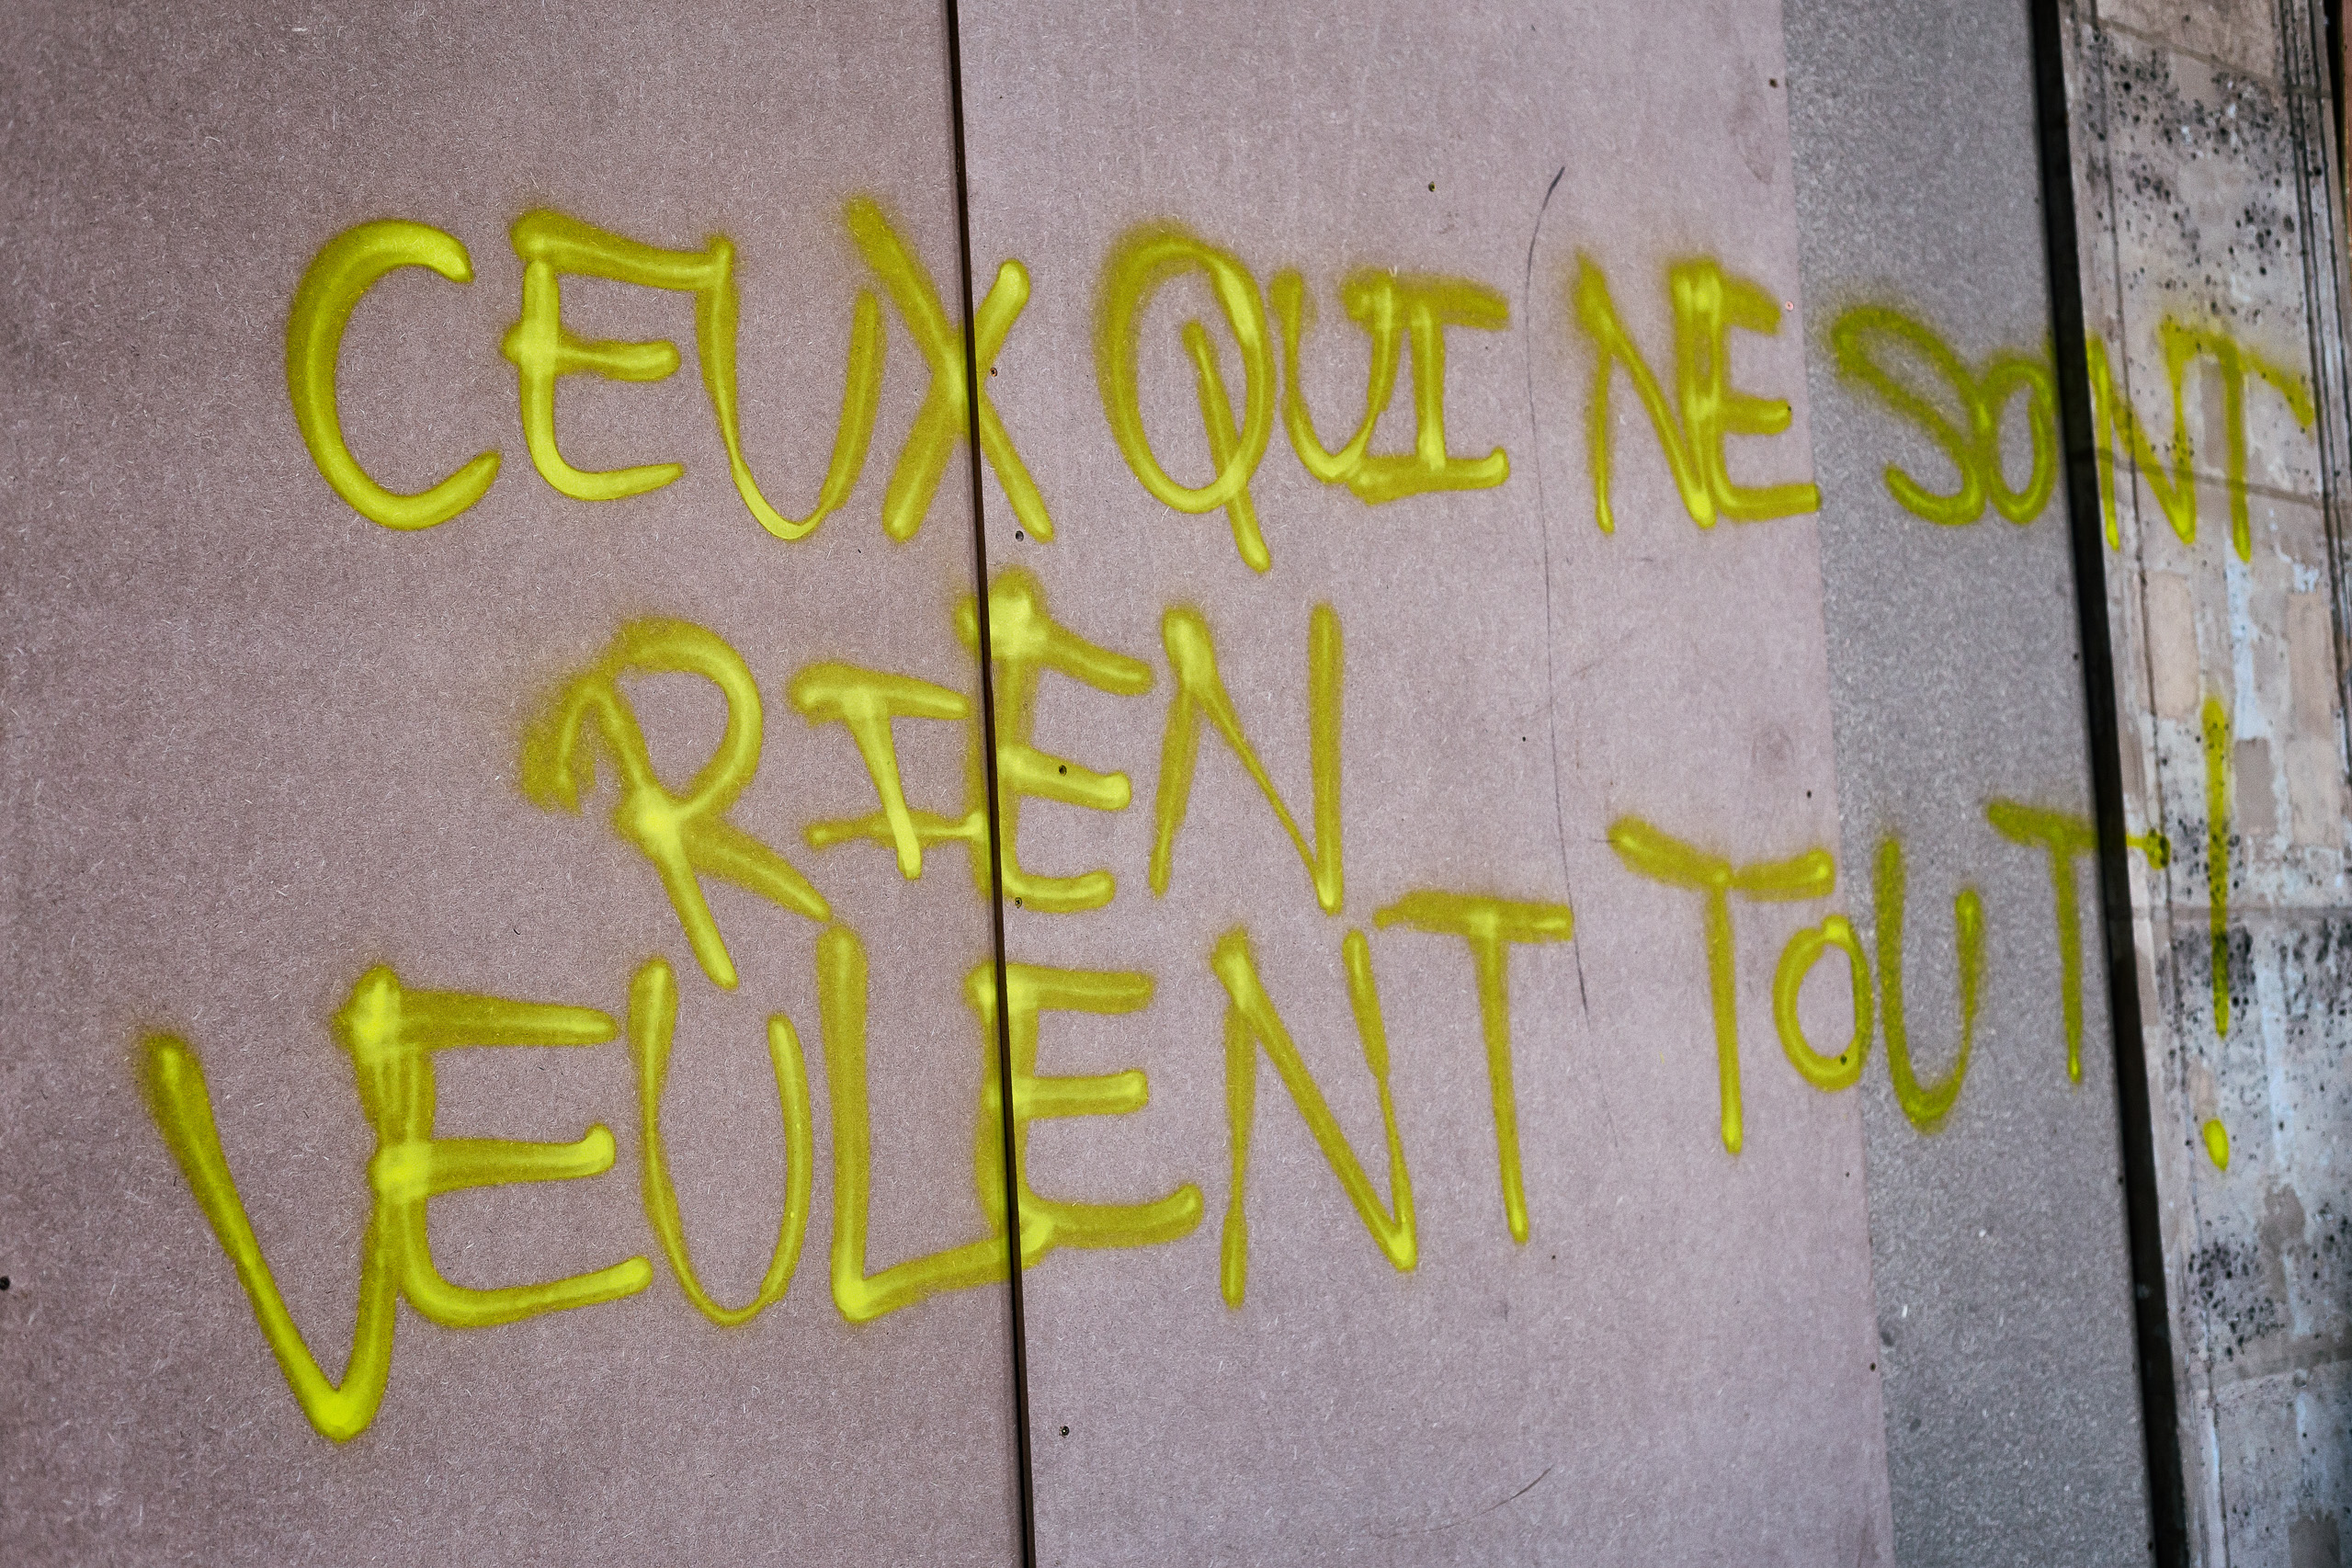 CEUX QUI NE SONT
RIEN
VEULENT TOUT !